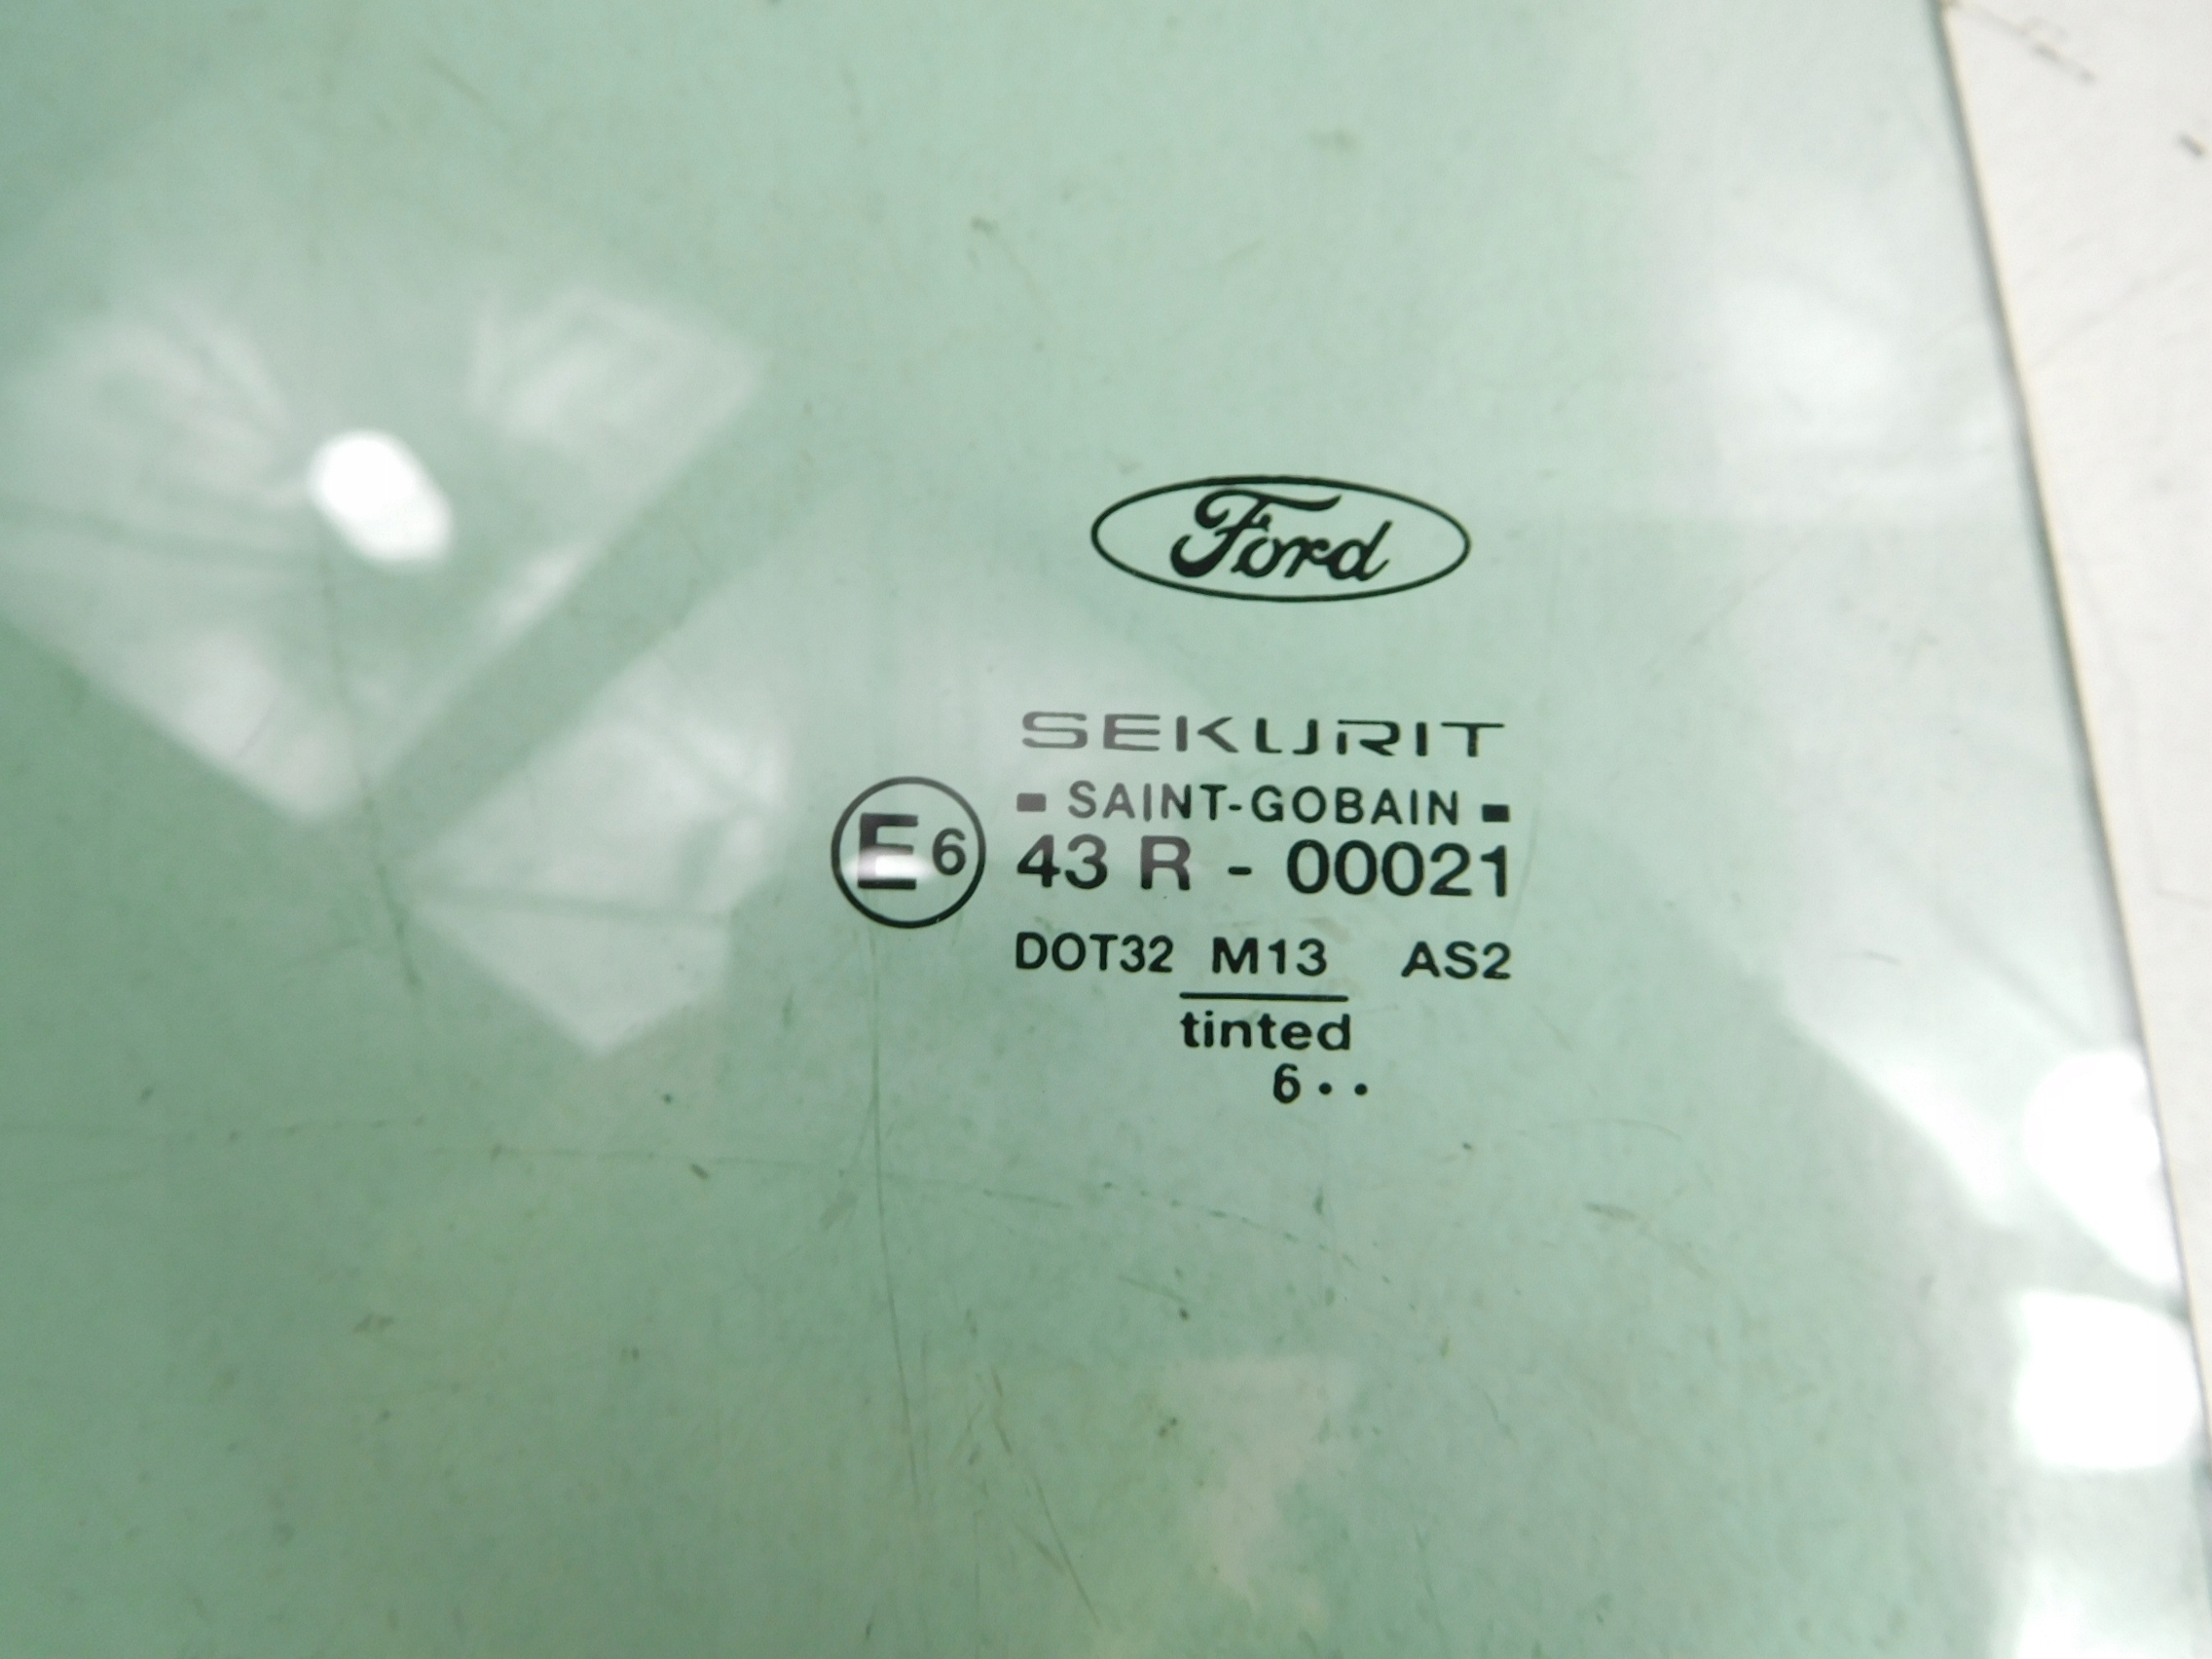 Ford
SEKURIT
▬ SAINT-GOBAIN ▬
E6 43 R - 00021
DOT32 M13 AS2
tinted
6 • •